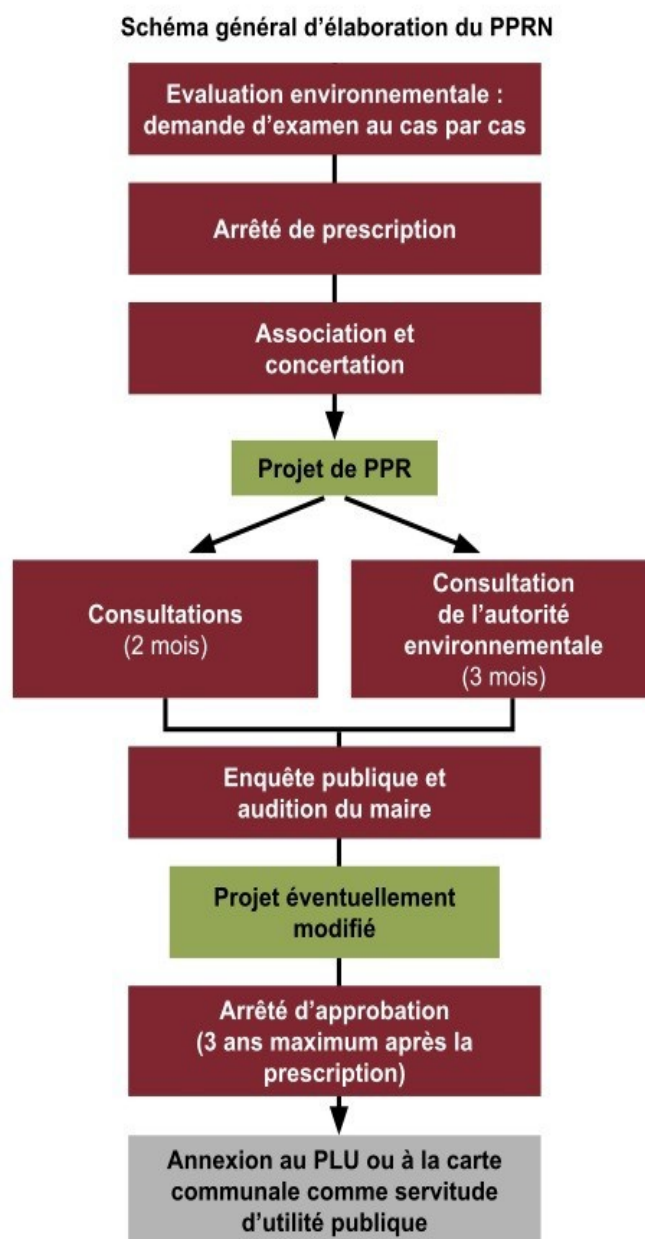 Schéma général d’élaboration du PPRN
Evaluation environnementale :
demande d’examen au cas par cas
Arrêté de prescription
Association et
concertation
Projet de PPR
Consultations
(2 mois)
Consultation
de l’autorité
environnementale
(3 mois)
Enquête publique et
audition du maire
Projet éventuellement
modifié
Arrêté d’approbation
(3 ans maximum après la
prescription)
Annexion au PLU ou à la carte
communale comme servitude
d’utilité publique